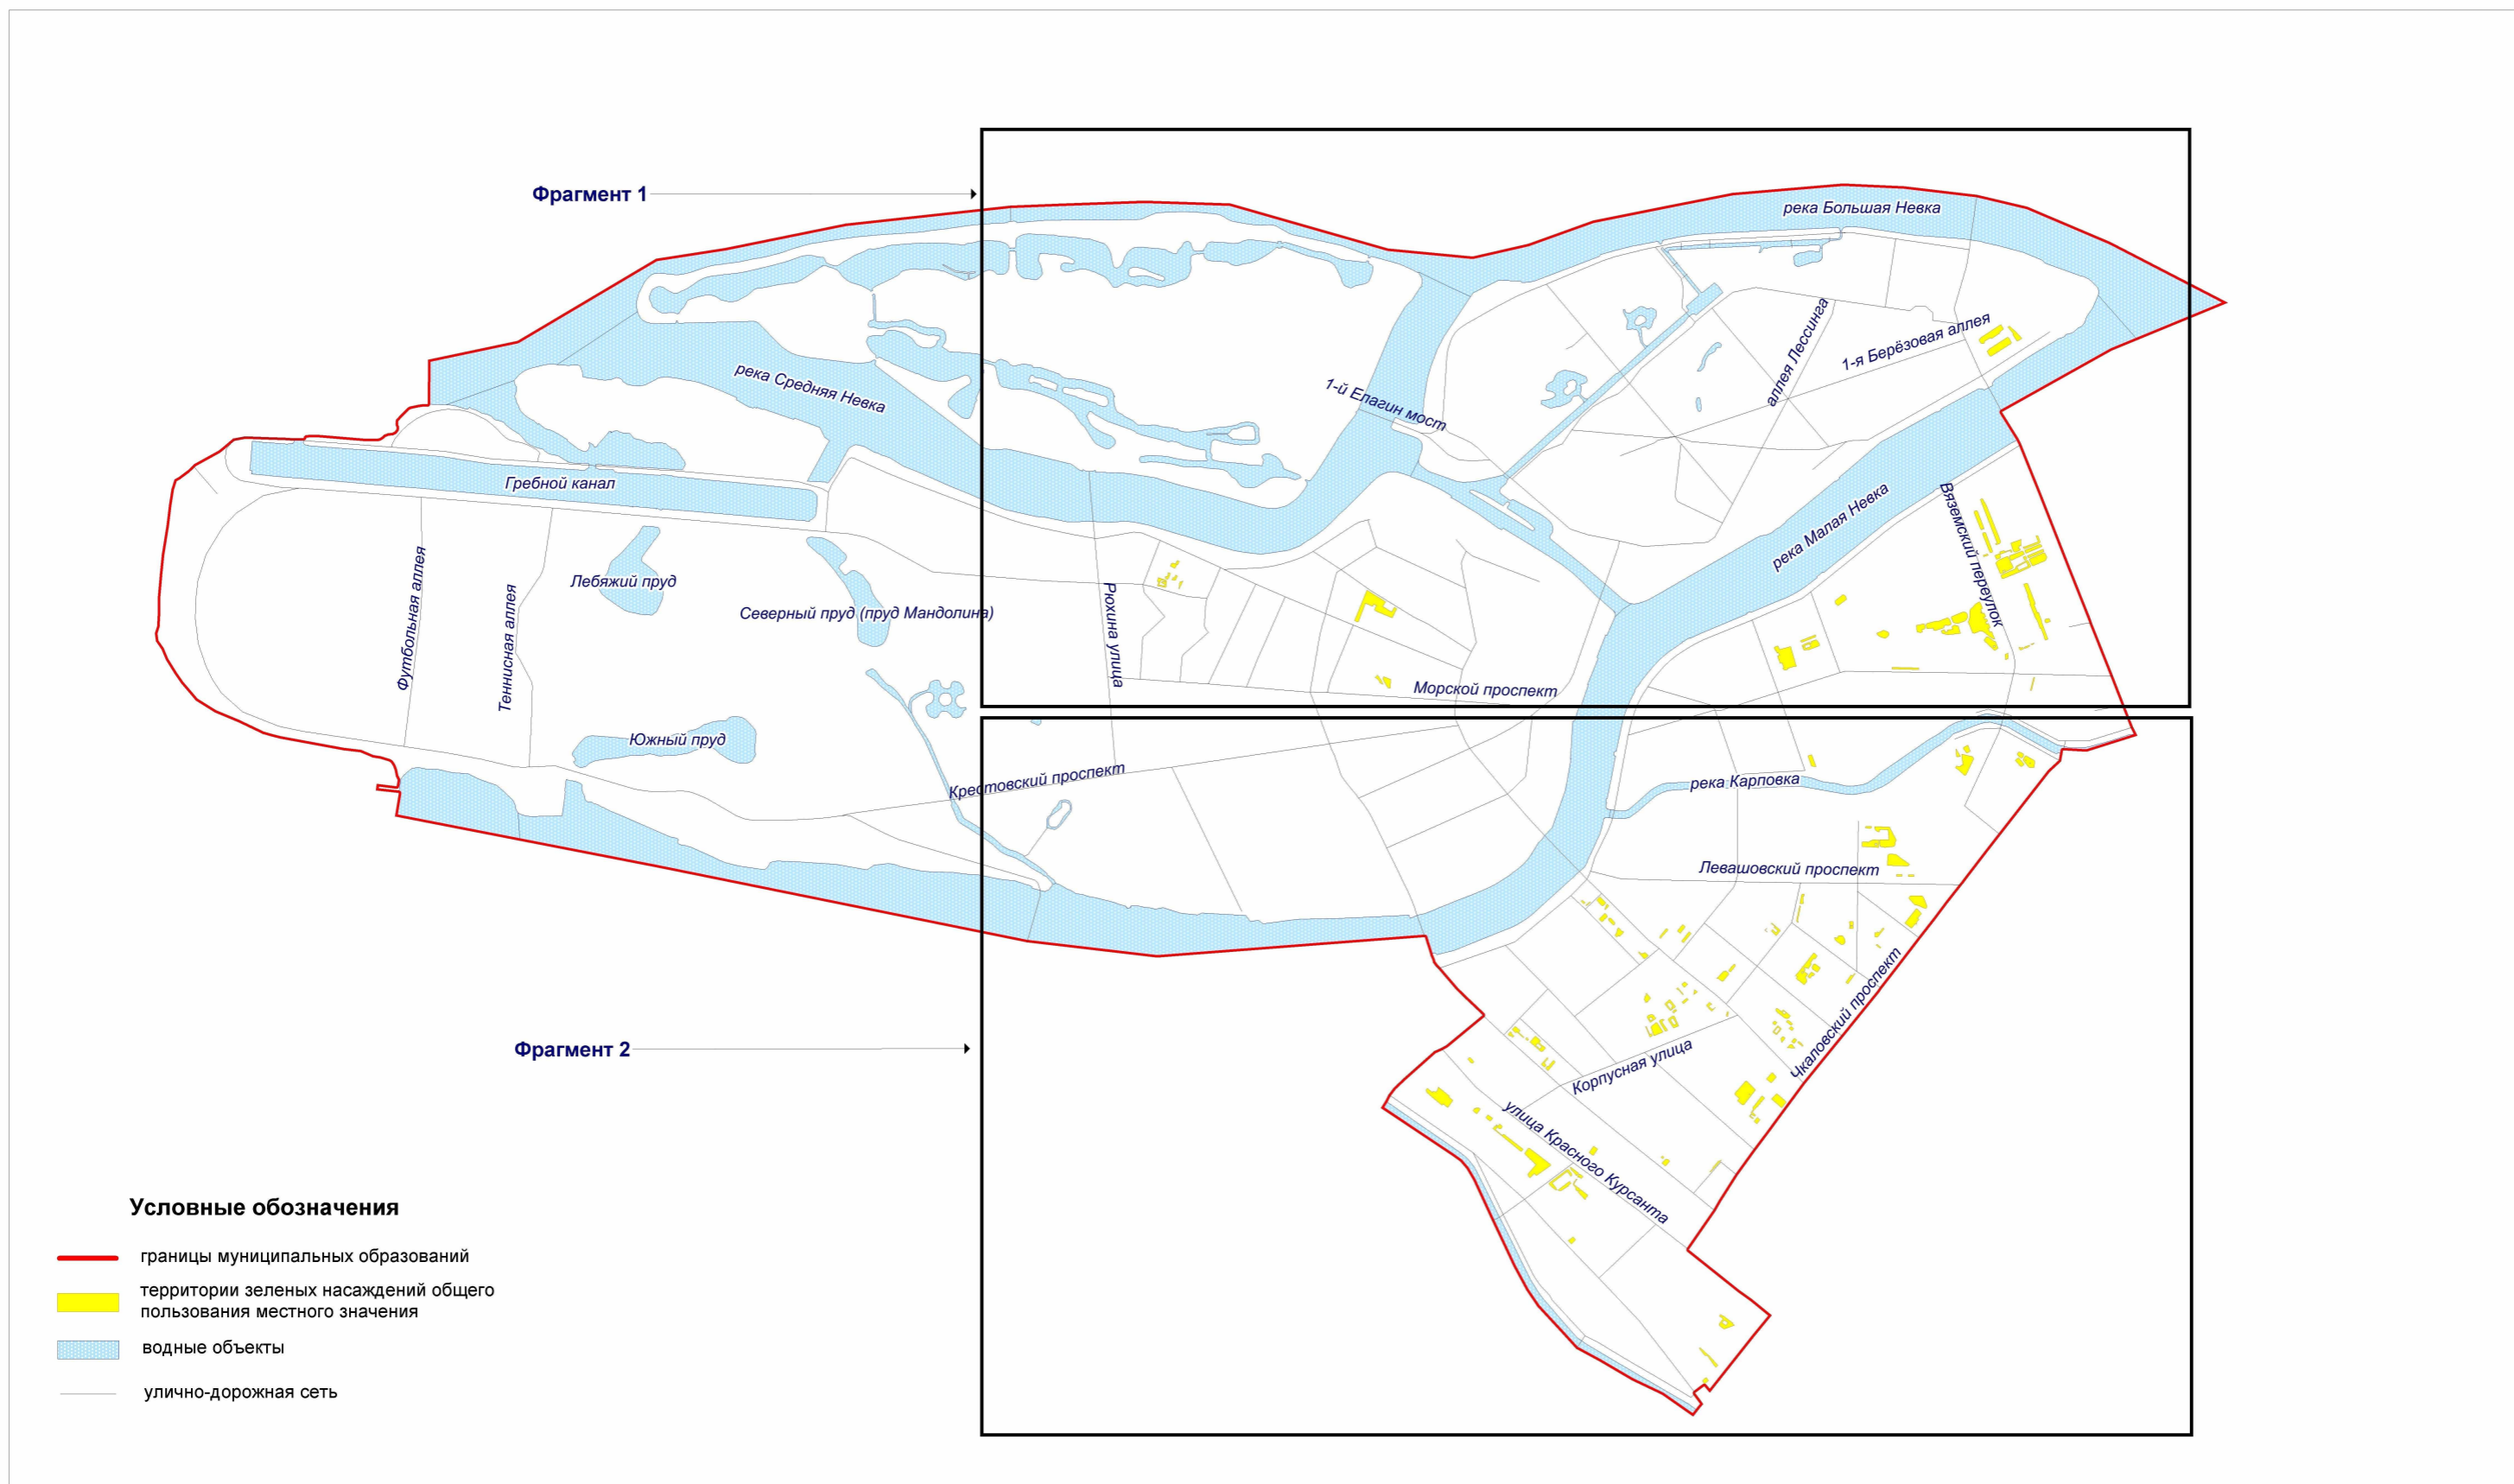 Фрагмент 1
река Большая Невка
аллея Лессинга
1-я Берёзовая аллея
река Средняя Невка
1-й Елагин мост
Гребной канал
река Малая Невка
Вяземский переулок
Футбольная аллея
Теннисная аллея
Лебяжий пруд
Северный пруд (пруд Мандолина)
Рюхина улица
Морской проспект
Южный пруд
Крестовский проспект
река Карповка
Левашовский проспект
Чкаловский проспект
Фрагмент 2
Корпусная улица
улица Красного Курсанта
Условные обозначения
границы муниципальных образований
территории зеленых насаждений общего
пользования местного значения
водные объекты
улично-дорожная сеть